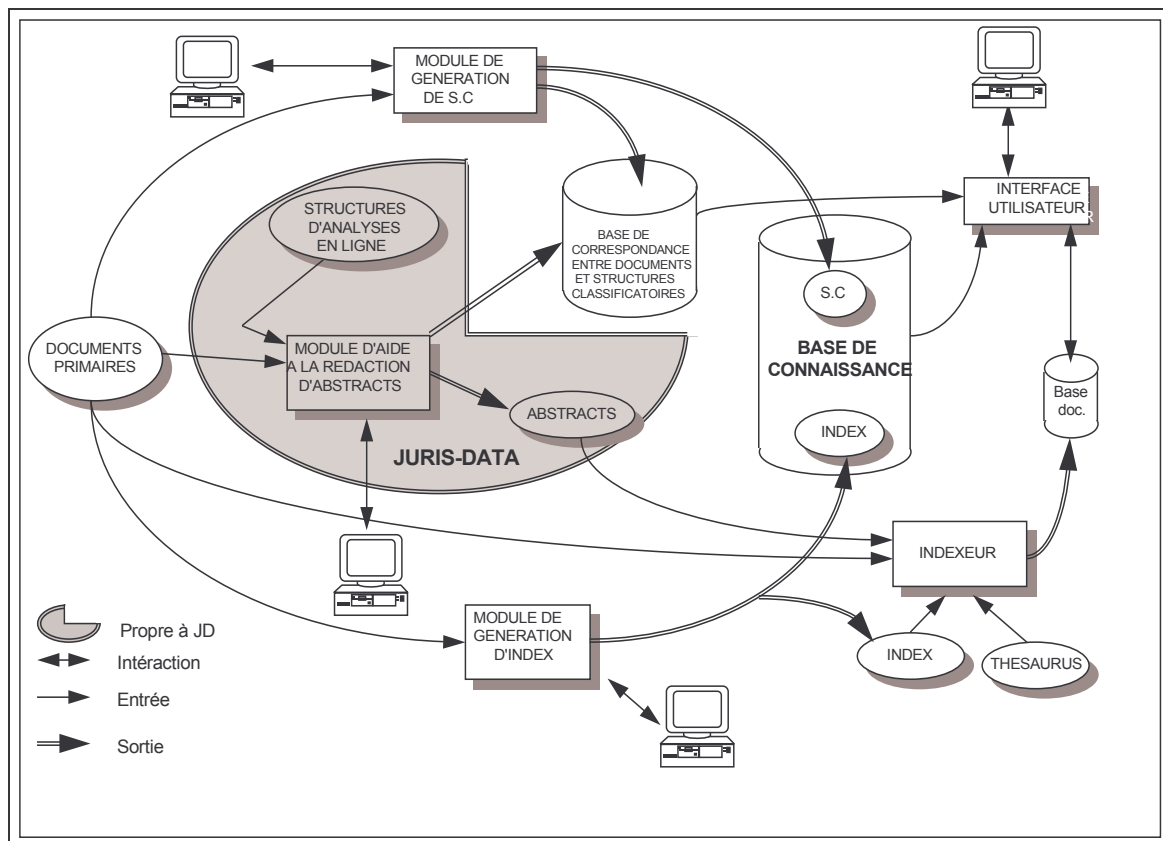 MODULE DE
GENERATION
DE S.C
STRUCTURES
D'ANALYSES
EN LIGNE
BASE DE
CORRESPONDANCE
ENTRE DOCUMENTS
ET STRUCTURES
CLASSIFICATOIRES
INTERFACE
UTILISATEUR
R
S.C
DOCUMENTS
PRIMAIRES
MODULE D'AIDE
A LA REDACTION
D'ABSTRACTS
BASE DE
CONNAISSANCE
Base
doc.
ABSTRACTS
INDEX
JURIS-DATA
INDEXEUR
MODULE DE
GENERATION
D'INDEX
INDEX
THESAURUS
Propre à JD
Intéraction
Entrée
Sortie